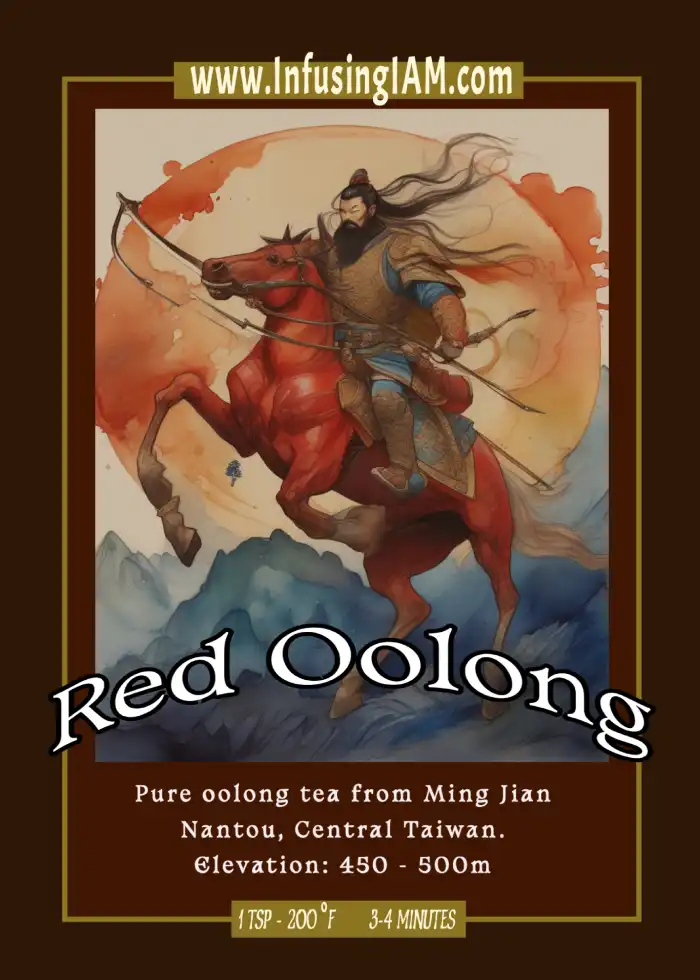 www.InfusingIAM.com
Red Oolong
Pure oolong tea from Ming Jian
Nantou, Central Taiwan.
Elevation: 450 - 500m
1 TSP - 200°F 3-4 MINUTES